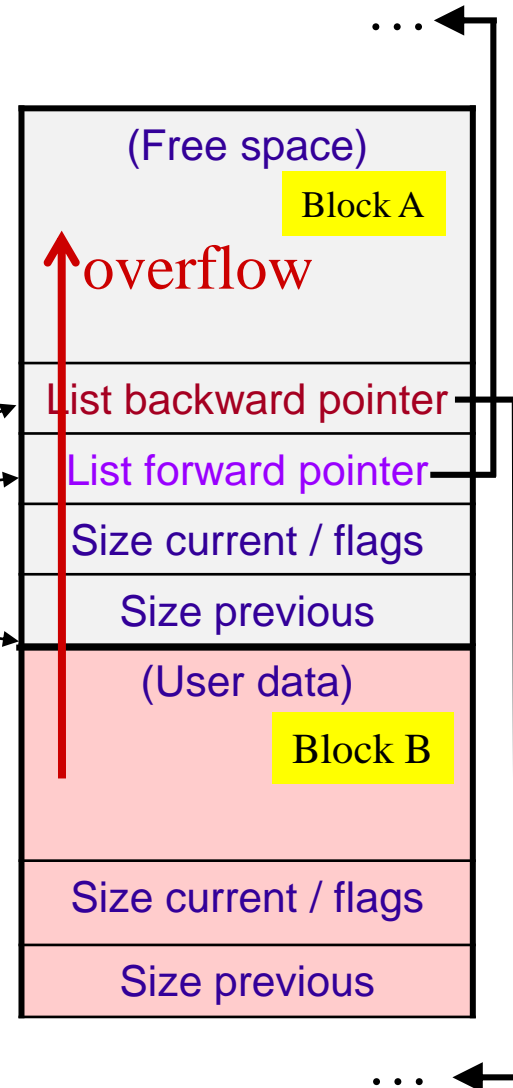 ...
(Free space)
Block A
overflow
List backward pointer
List forward pointer
Size current / flags
Size previous
(User data)
Block B
Size current / flags
Size previous
...